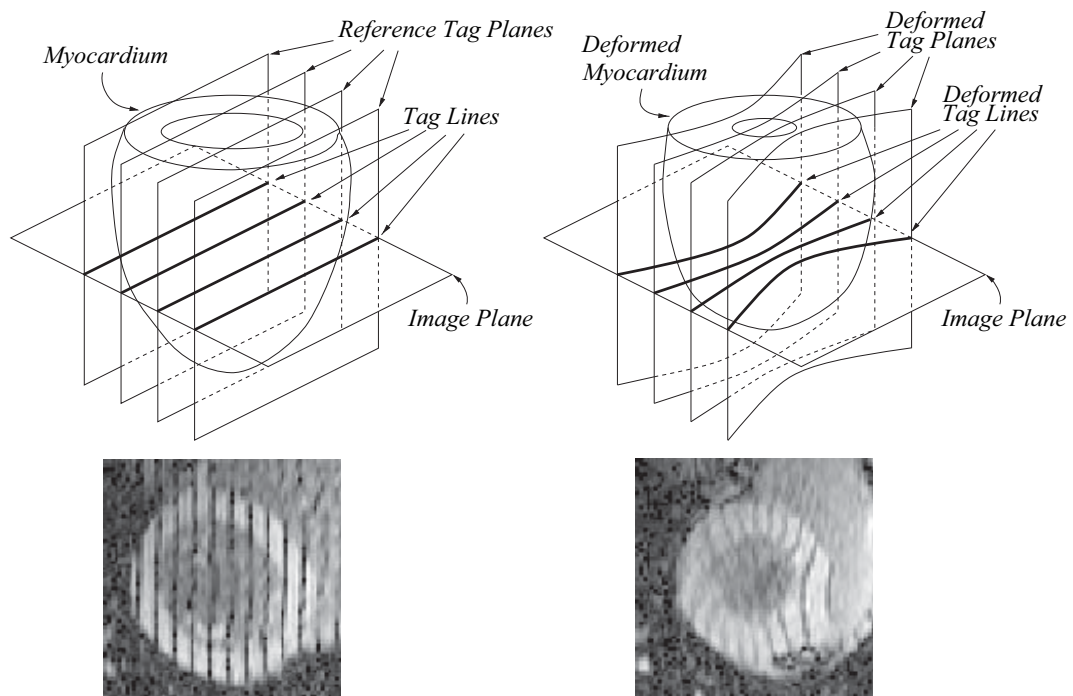 Reference Tag Planes
Myocardium
Tag Lines
Image Plane
Deformed
Tag Planes
Deformed
Myocardium
Deformed
Tag Lines
Image Plane